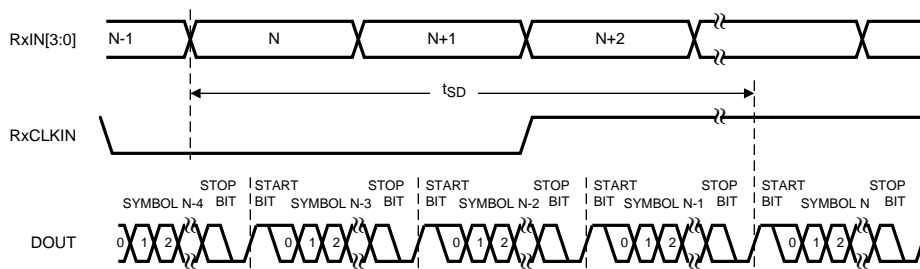 RxIN[3:0] N-1 N N+1 N+2
tSD
RxCLKIN
STOP START STOP START STOP START STOP START STOP
SYMBOL N-4 SYMBOL N-3 SYMBOL N-2 SYMBOL N-1 SYMBOL N
BIT BIT BIT BIT BIT BIT BIT BIT BIT
DOUT 0 1 2 0 1 2 0 1 2 0 1 2 0 1 2